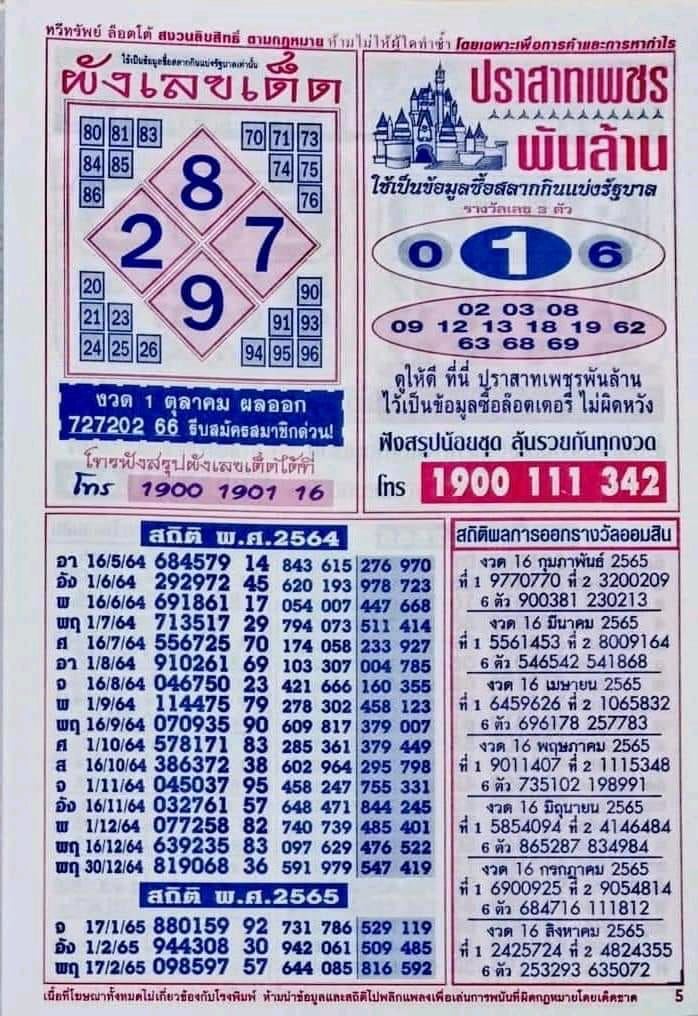 ทวีทรัพย์ ล็อตโต้ สงวนลิขสิทธิ์ ตามกฎหมาย ห้ามไม่ให้ผู้ใดทำซ้ำ โดยเฉพาะเพื่อการค้าและการหากำไร
ใช้เป็นข้อมูลซื้อสลากกินแบ่งรัฐบาลเท่านั้น
ผังเลขเด็ด
80 81 83
84 85
86
70 71 73
74 75
76
8
2 7
9
20
21 23
24 25 26
90
91 93
94 95 96
งวด 1 ตุลาคม ผลออก
727202 66 รีบสมัครสมาชิกด่วน!
โทรฟังสรุปผังเลขเด็ดได้ที่
โทร 1900 1901 16
ปราสาทเพชร
พันล้าน
ใช้เป็นข้อมูลซื้อสลากกินแบ่งรัฐบาล
รางวัลเลข 3 ตัว
0 1 6
02 03 08
09 12 13 18 19 62
63 68 69
ดูให้ดี ที่นี่ ปราสาทเพชรพันล้าน
ไว้เป็นข้อมูลซื้อล๊อตเตอรี่ ไม่ผิดหวัง
ฟังสรุปน้อยชุด ลุ้นรวยกันทุกงวด
โทร 1900 111 342
สถิติ พ.ศ.2564
อา 16/5/64 684579 14 843 615 276 970
อัง 1/6/64 292972 45 620 193 978 723
พ 16/6/64 691861 17 054 007 447 668
พฤ 1/7/64 713517 29 794 073 511 414
ศ 16/7/64 556725 70 174 058 233 927
อา 1/8/64 910261 69 103 307 004 785
จ 16/8/64 046750 23 421 666 160 355
พ 1/9/64 114475 79 278 302 458 123
พฤ 16/9/64 070935 90 609 817 379 007
ศ 1/10/64 578171 83 285 361 379 449
ส 16/10/64 386372 38 602 964 295 798
จ 1/11/64 045037 95 458 247 755 331
อัง 16/11/64 032761 57 648 471 844 245
พ 1/12/64 077258 82 740 739 485 401
พฤ 16/12/64 639235 83 097 629 476 522
พฤ 30/12/64 819068 36 591 979 547 419
สถิติ พ.ศ.2565
จ 17/1/65 880159 92 731 786 529 119
อัง 1/2/65 944308 30 942 061 509 485
พฤ 17/2/65 098597 57 644 085 816 592
สถิติผลการออกรางวัลออมสิน
งวด 16 กุมภาพันธ์ 2565
ที่ 1 9770770 ที่ 2 3200209
6 ตัว 900381 230213
งวด 16 มีนาคม 2565
ที่ 1 5561453 ที่ 2 8009164
6 ตัว 546542 541868
งวด 16 เมษายน 2565
ที่ 1 6459626 ที่ 2 1065832
6 ตัว 696178 257783
งวด 16 พฤษภาคม 2565
ที่ 1 9011407 ที่ 2 1115348
6 ตัว 735102 198991
งวด 16 มิถุนายน 2565
ที่ 1 5854094 ที่ 2 4146484
6 ตัว 865287 834984
งวด 16 กรกฎาคม 2565
ที่ 1 6900925 ที่ 2 9054814
6 ตัว 684716 111812
งวด 16 สิงหาคม 2565
ที่ 1 2425724 ที่ 2 4824355
6 ตัว 253293 635072
เนื้อที่โฆษณาทั้งหมดไม่เกี่ยวข้องกับโรงพิมพ์ ห้ามนำข้อมูลและสถิติไปพลิกแพลงเพื่อเล่นการพนันที่ผิดกฎหมายโดยเด็ดขาด 5